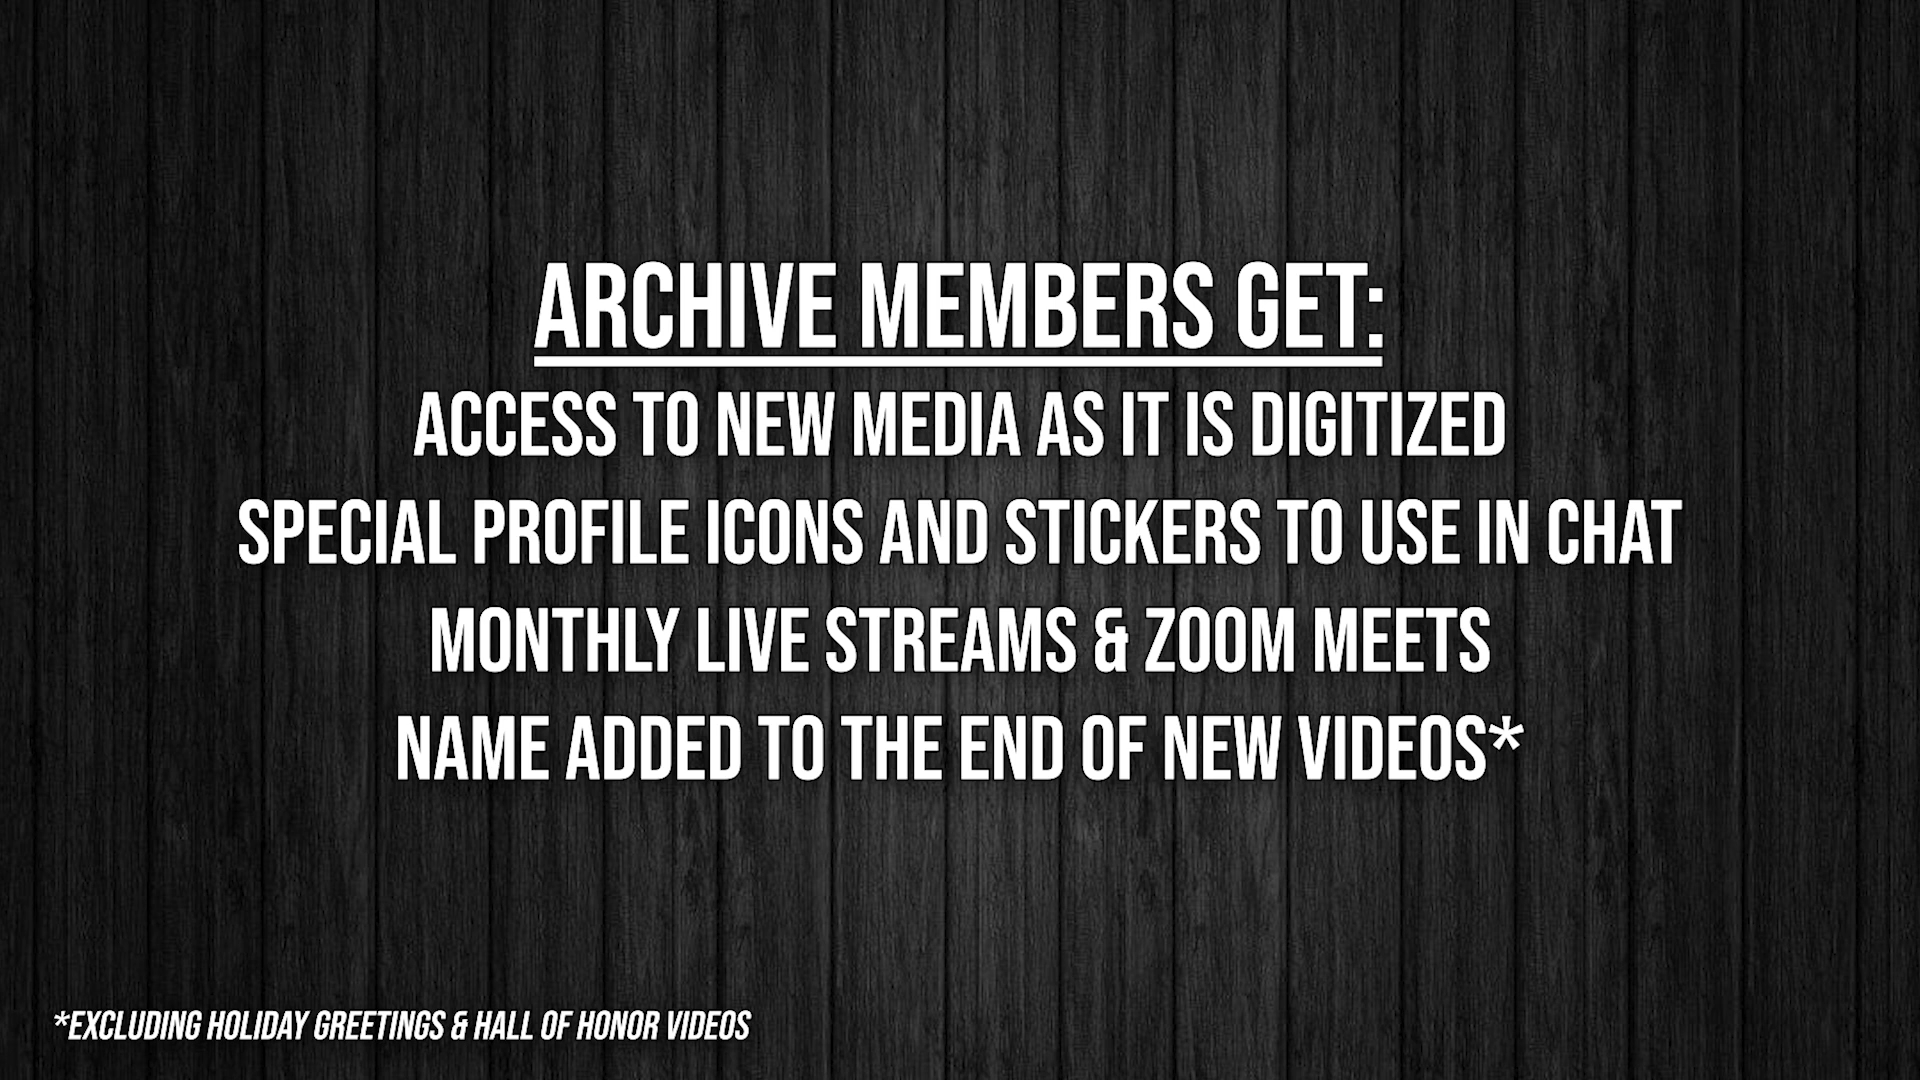 ARCHIVE MEMBERS GET:
ACCESS TO NEW MEDIA AS IT IS DIGITIZED
SPECIAL PROFILE ICONS AND STICKERS TO USE IN CHAT
MONTHLY LIVE STREAMS & ZOOM MEETS
NAME ADDED TO THE END OF NEW VIDEOS*
*EXCLUDING HOLIDAY GREETINGS & HALL OF HONOR VIDEOS